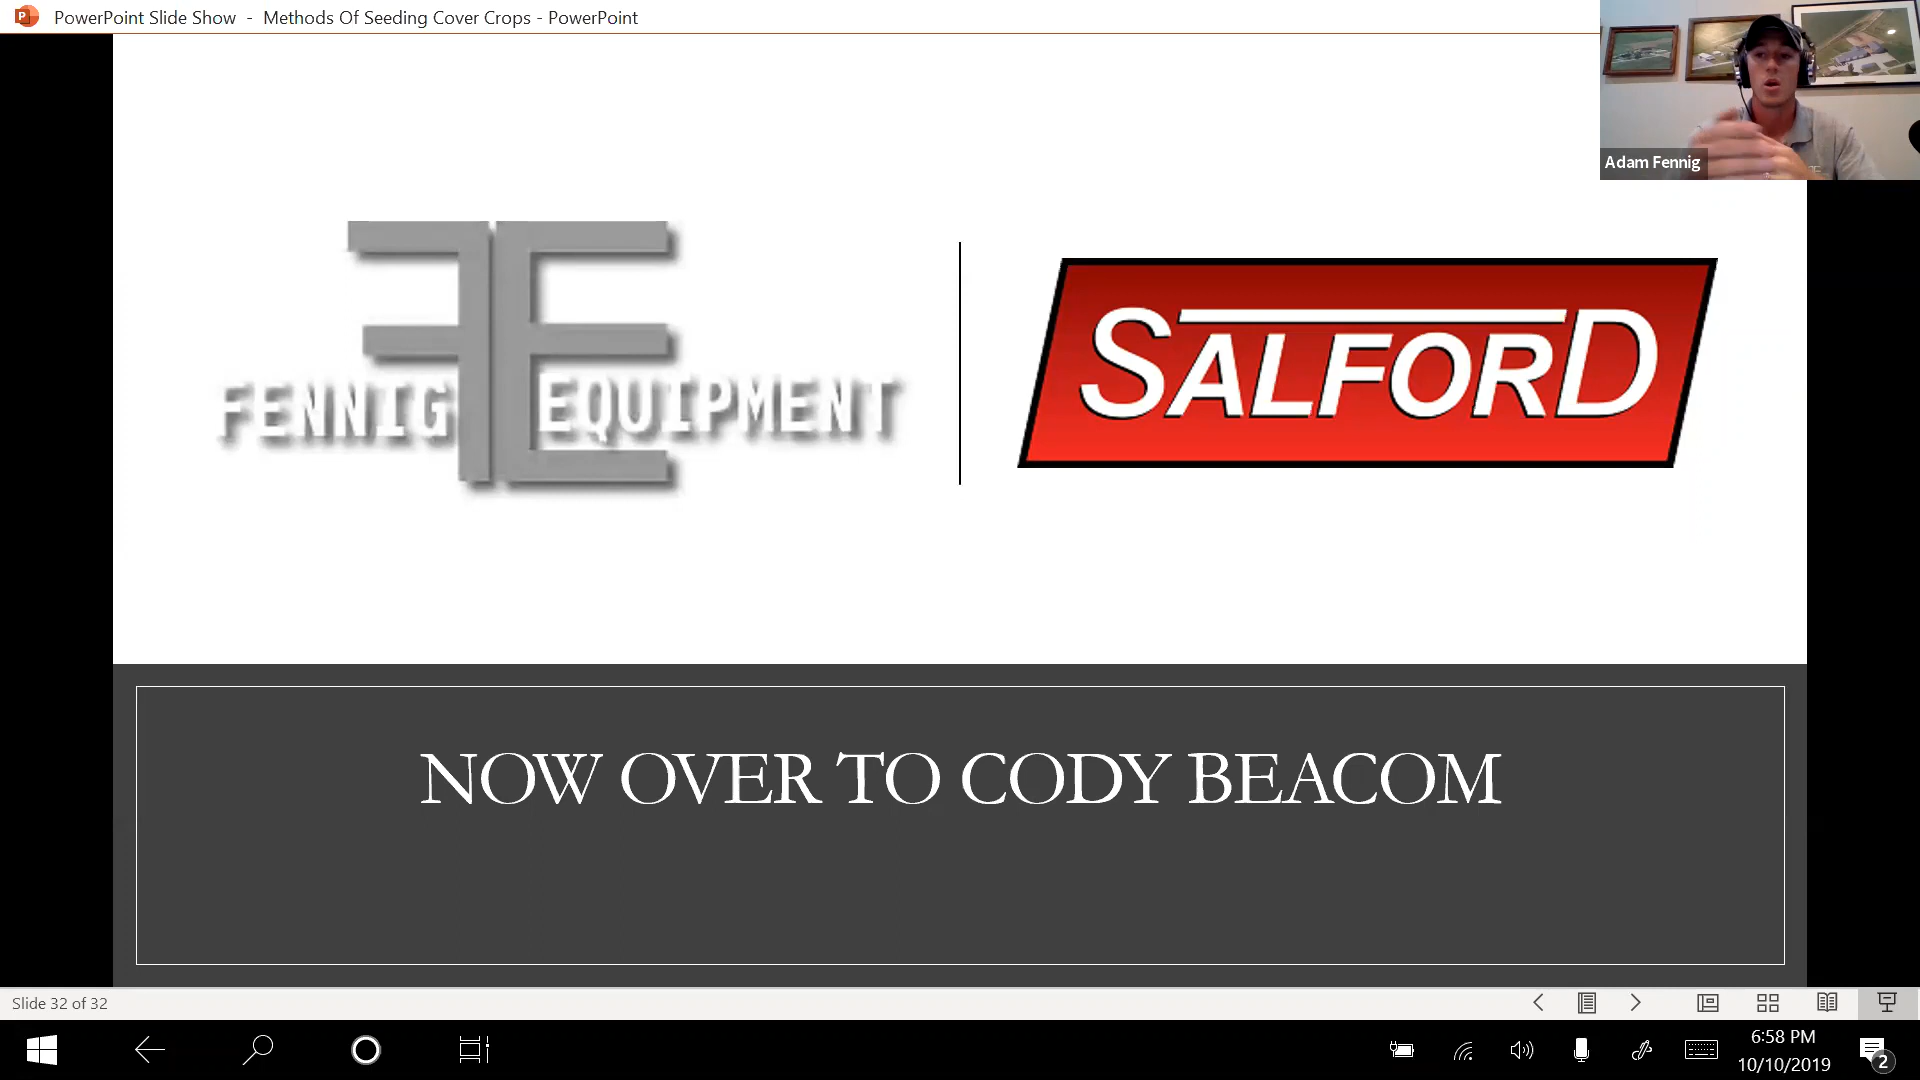 PowerPoint Slide Show - Methods Of Seeding Cover Crops - PowerPoint
Adam Fennig
FENNIG EQUIPMENT
SALFORD
NOW OVER TO CODY BEACOM
Slide 32 of 32
6:58 PM
10/10/2019
2